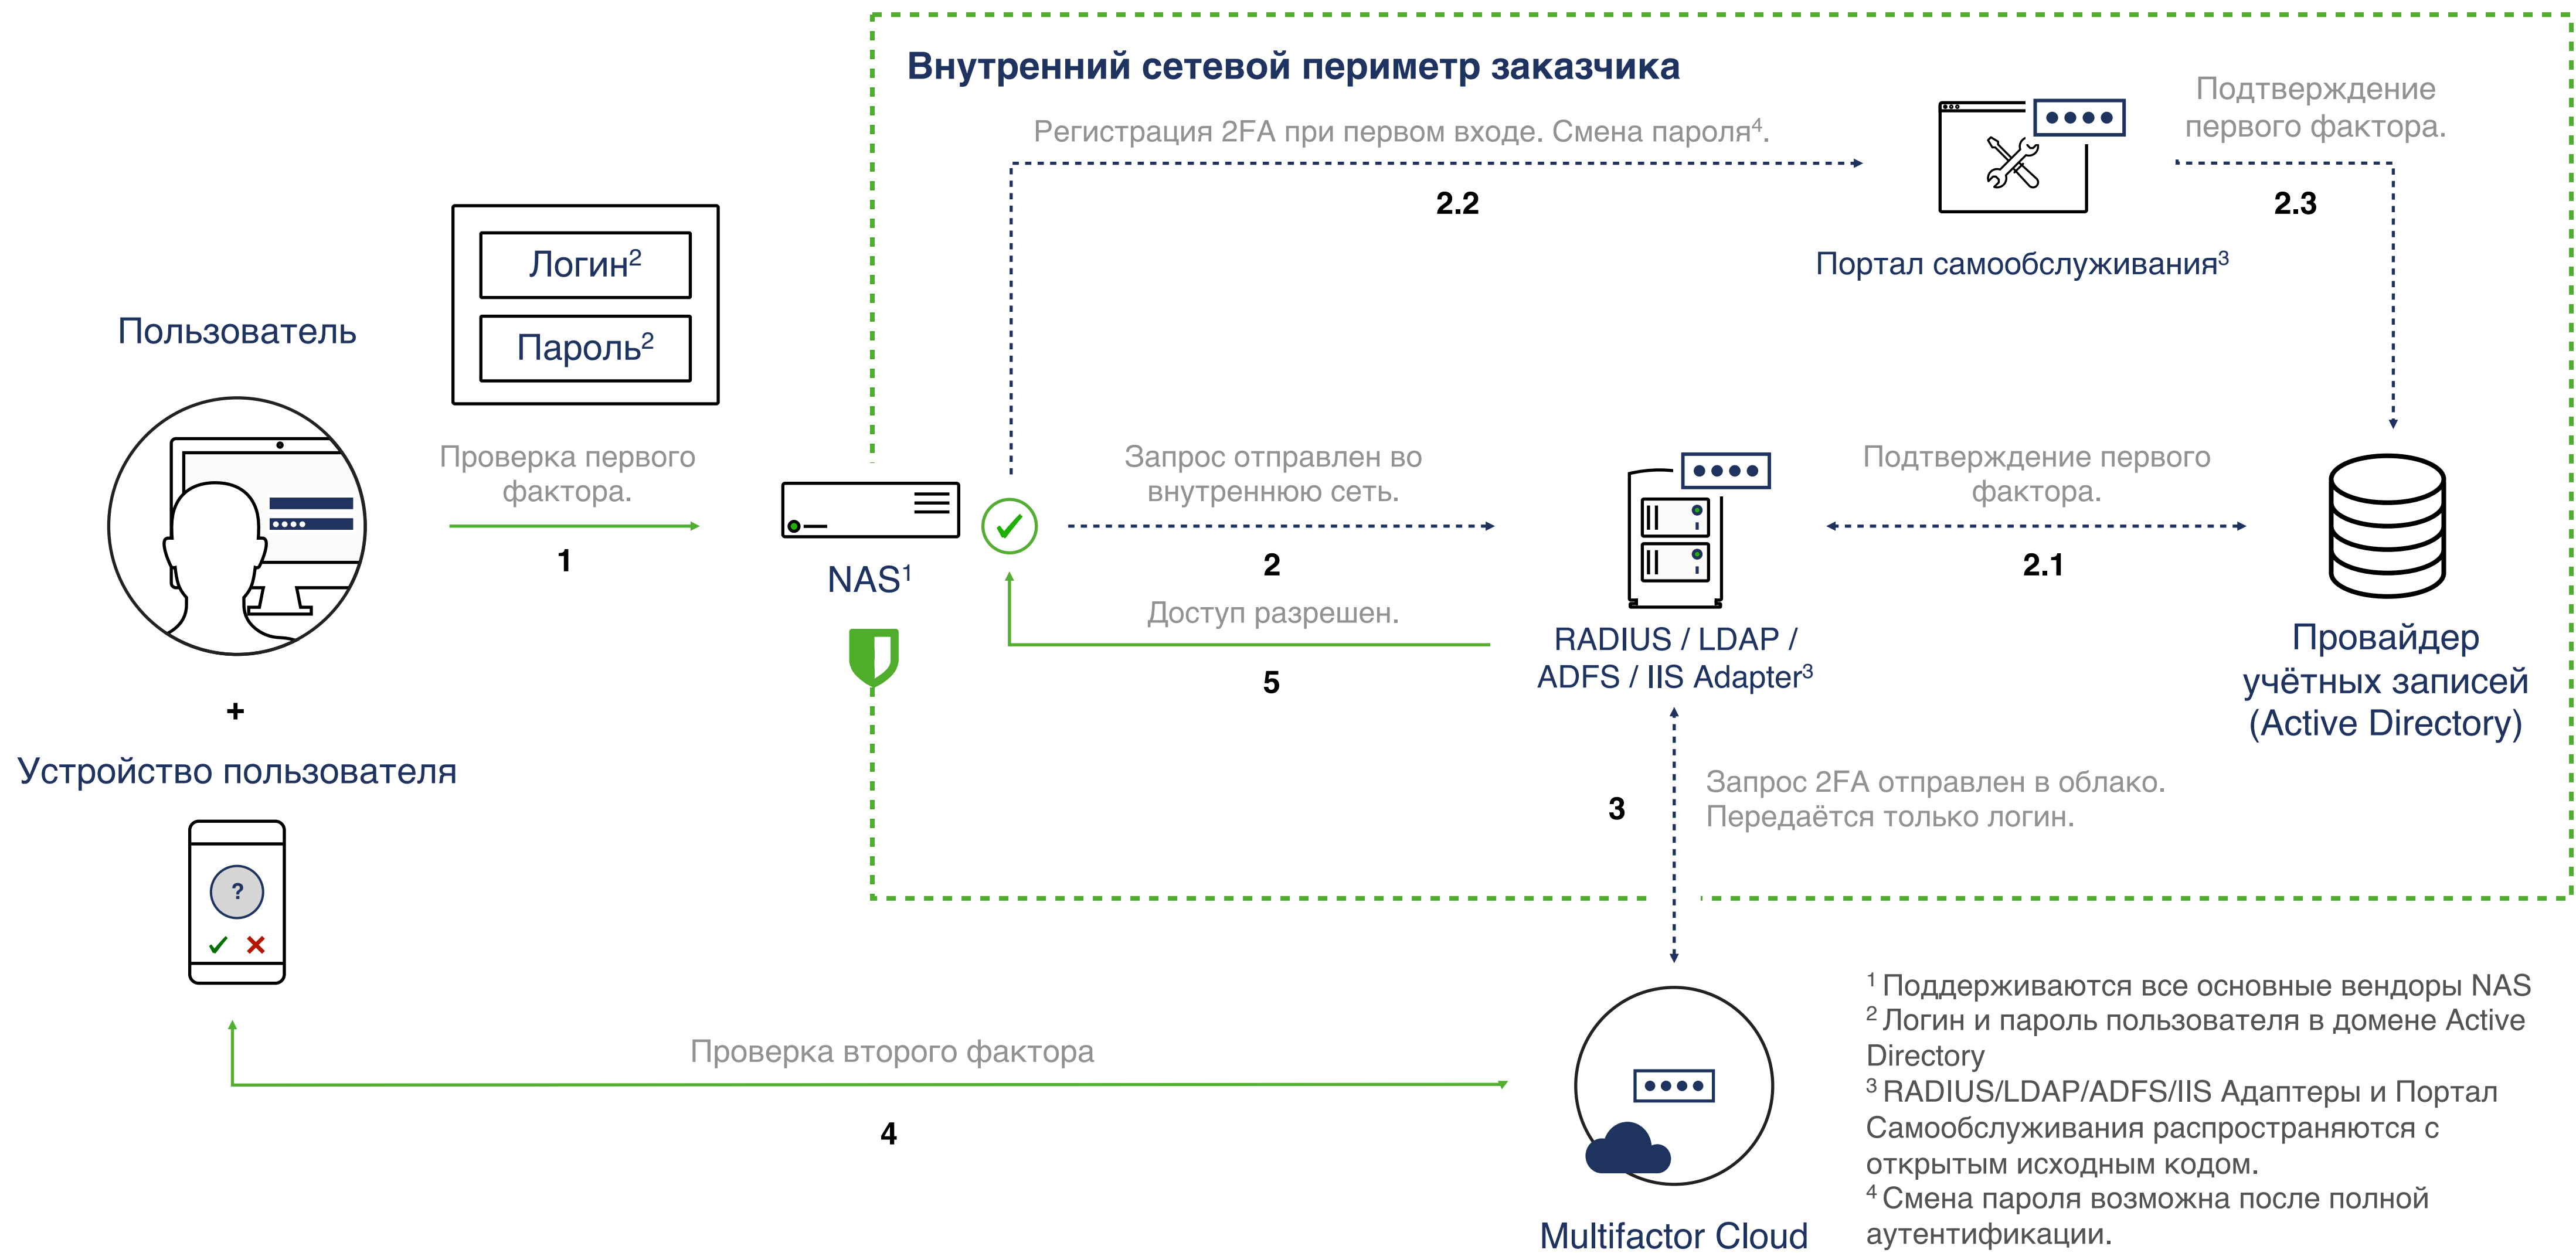 Внутренний сетевой периметр заказчика
Регистрация 2FA при первом входе. Смена пароля⁴.
2.2
Подтверждение
первого фактора.
2.3
Портал самообслуживания³
Логин²
Пароль²
Пользователь
Проверка первого
фактора.
1
NAS¹
Запрос отправлен во
внутреннюю сеть.
2
Доступ разрешен.
5
RADIUS / LDAP /
ADFS / IIS Adapter³
Подтверждение первого
фактора.
2.1
Провайдер
учётных записей
(Active Directory)
+
Устройство пользователя
?
3
Запрос 2FA отправлен в облако.
Передаётся только логин.
Проверка второго фактора
4
Multifactor Cloud
¹ Поддерживаются все основные вендоры NAS
² Логин и пароль пользователя в домене Active
Directory
³ RADIUS/LDAP/ADFS/IIS Адаптеры и Портал
Самообслуживания распространяются с
открытым исходным кодом.
⁴ Смена пароля возможна после полной
аутентификации.